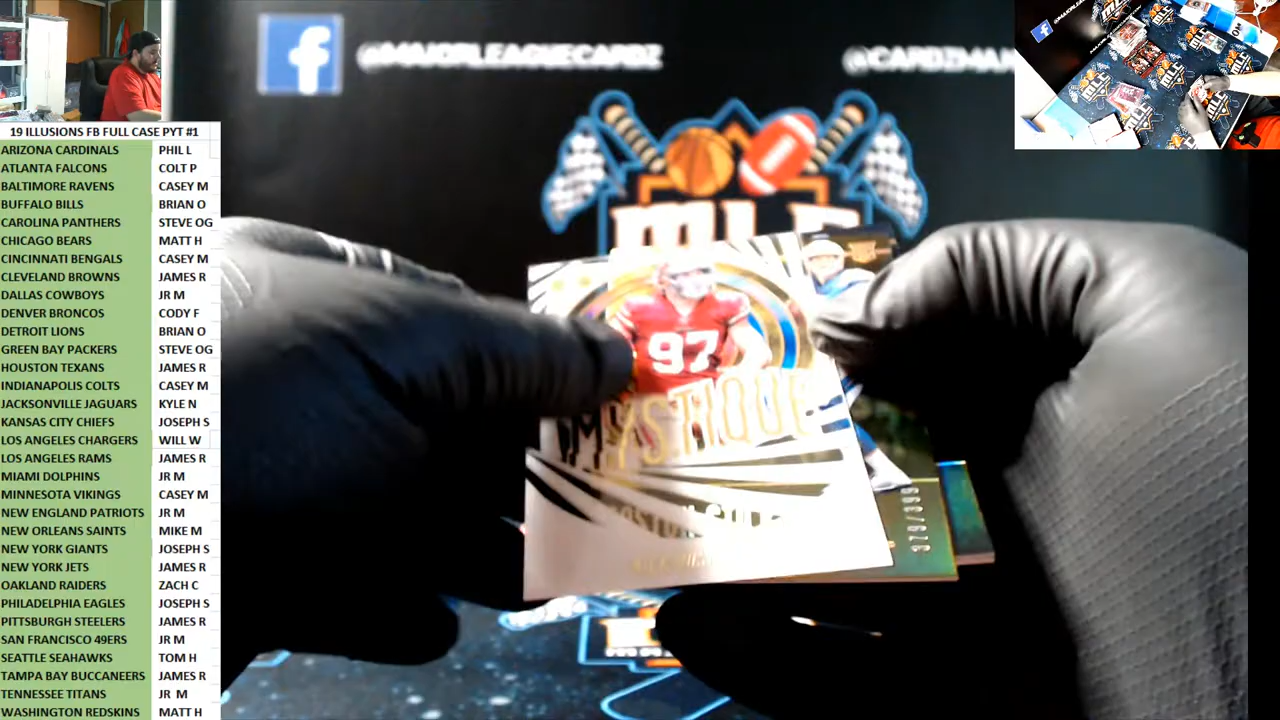 @MAJORLEAGUECARDZ
@CARDZMAN
19 ILLUSIONS FB FULL CASE PYT #1
ARIZONA CARDINALS PHIL L
ATLANTA FALCONS COLT P
BALTIMORE RAVENS CASEY M
BUFFALO BILLS BRIAN O
CAROLINA PANTHERS STEVE OG
CHICAGO BEARS MATT H
CINCINNATI BENGALS CASEY M
CLEVELAND BROWNS JAMES R
DALLAS COWBOYS JR M
DENVER BRONCOS CODY F
DETROIT LIONS BRIAN O
GREEN BAY PACKERS STEVE OG
HOUSTON TEXANS JAMES R
INDIANAPOLIS COLTS CASEY M
JACKSONVILLE JAGUARS KYLE N
KANSAS CITY CHIEFS JOSEPH S
LOS ANGELES CHARGERS WILL W
LOS ANGELES RAMS JAMES R
MIAMI DOLPHINS JR M
MINNESOTA VIKINGS CASEY M
NEW ENGLAND PATRIOTS JR M
NEW ORLEANS SAINTS MIKE M
NEW YORK GIANTS JOSEPH S
NEW YORK JETS JAMES R
OAKLAND RAIDERS ZACH C
PHILADELPHIA EAGLES JOSEPH S
PITTSBURGH STEELERS JAMES R
SAN FRANCISCO 49ERS JR M
SEATTLE SEAHAWKS TOM H
TAMPA BAY BUCCANEERS JAMES R
TENNESSEE TITANS JR M
WASHINGTON REDSKINS MATT H
97
MYSTIQUE
379/399